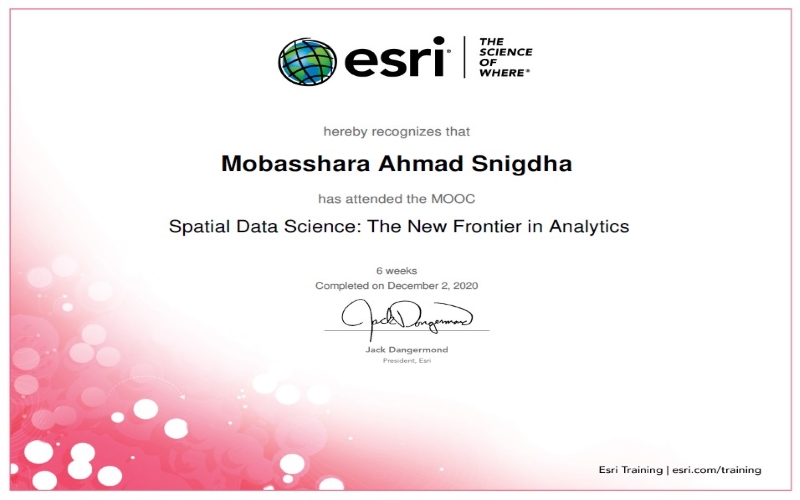 esri®
THE
SCIENCE
OF
WHERE®
hereby recognizes that
Mobasshara Ahmad Snigdha
has attended the MOOC
Spatial Data Science: The New Frontier in Analytics
6 weeks
Completed on December 2, 2020
Jack Dangermond
Jack Dangermond
President, Esri
Esri Training | esri.com/training